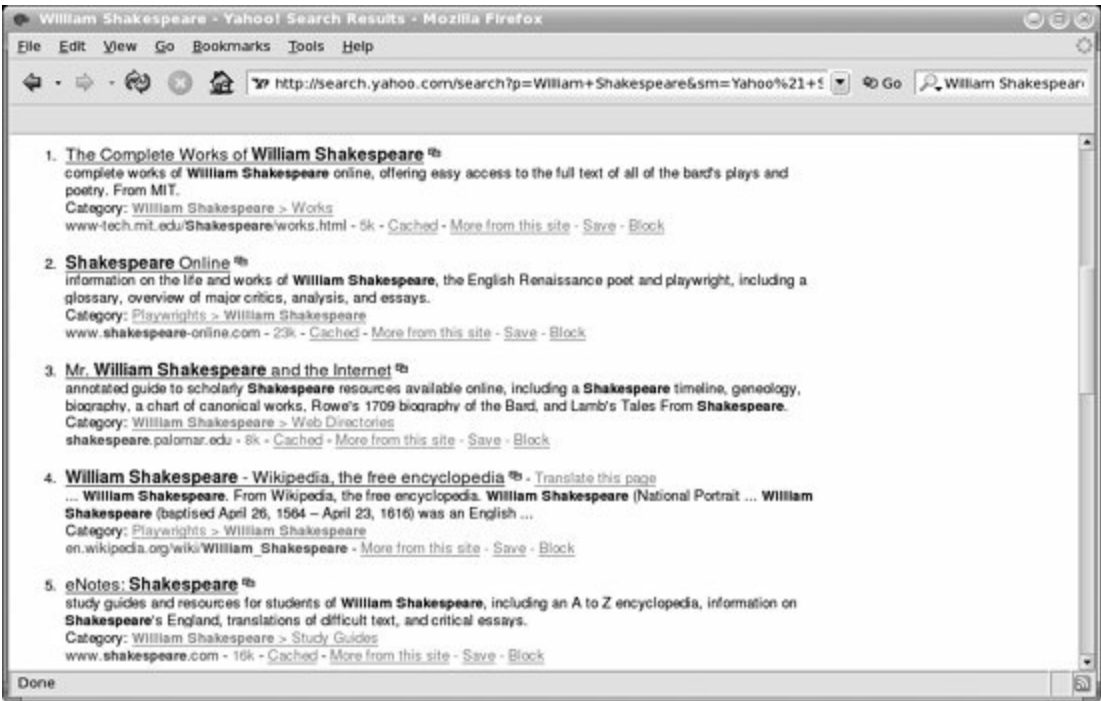 William Shakespeare - Yahoo! Search Results - Mozilla Firefox
File Edit View Go Bookmarks Tools Help
http://search.yahoo.com/search?p=William+Shakespeare&sm=Yahoo%21+S Go William Shakespear
1. The Complete Works of William Shakespeare
complete works of William Shakespeare online, offering easy access to the full text of all of the bard's plays and
poetry. From MIT.
Category: William Shakespeare > Works
www-tech.mit.edu/Shakespeare/works.html - 5k - Cached - More from this site - Save - Block
2. Shakespeare Online
information on the life and works of William Shakespeare, the English Renaissance poet and playwright, including a
glossary, overview of major critics, analysis, and essays.
Category: Playwrights > William Shakespeare
www.shakespeare-online.com - 23k - Cached - More from this site - Save - Block
3. Mr. William Shakespeare and the Internet
annotated guide to scholarly Shakespeare resources available online, including a Shakespeare timeline, geneology,
biography, a chart of canonical works, Rowe's 1709 biography of the Bard, and Lamb's Tales From Shakespeare.
Category: William Shakespeare > Web Directories
shakespeare.palomar.edu - 8k - Cached - More from this site - Save - Block
4. William Shakespeare - Wikipedia, the free encyclopedia - Translate this page
... William Shakespeare. From Wikipedia, the free encyclopedia. William Shakespeare (National Portrait ... William
Shakespeare (baptised April 26, 1564 – April 23, 1616) was an English ...
Category: Playwrights > William Shakespeare
en.wikipedia.org/wiki/William_Shakespeare - More from this site - Save - Block
5. eNotes: Shakespeare
study guides and resources for students of William Shakespeare, including an A to Z encyclopedia, information on
Shakespeare's England, translations of difficult text, and critical essays.
Category: William Shakespeare > Study Guides
www.shakespeare.com - 16k - Cached - More from this site - Save - Block
Done